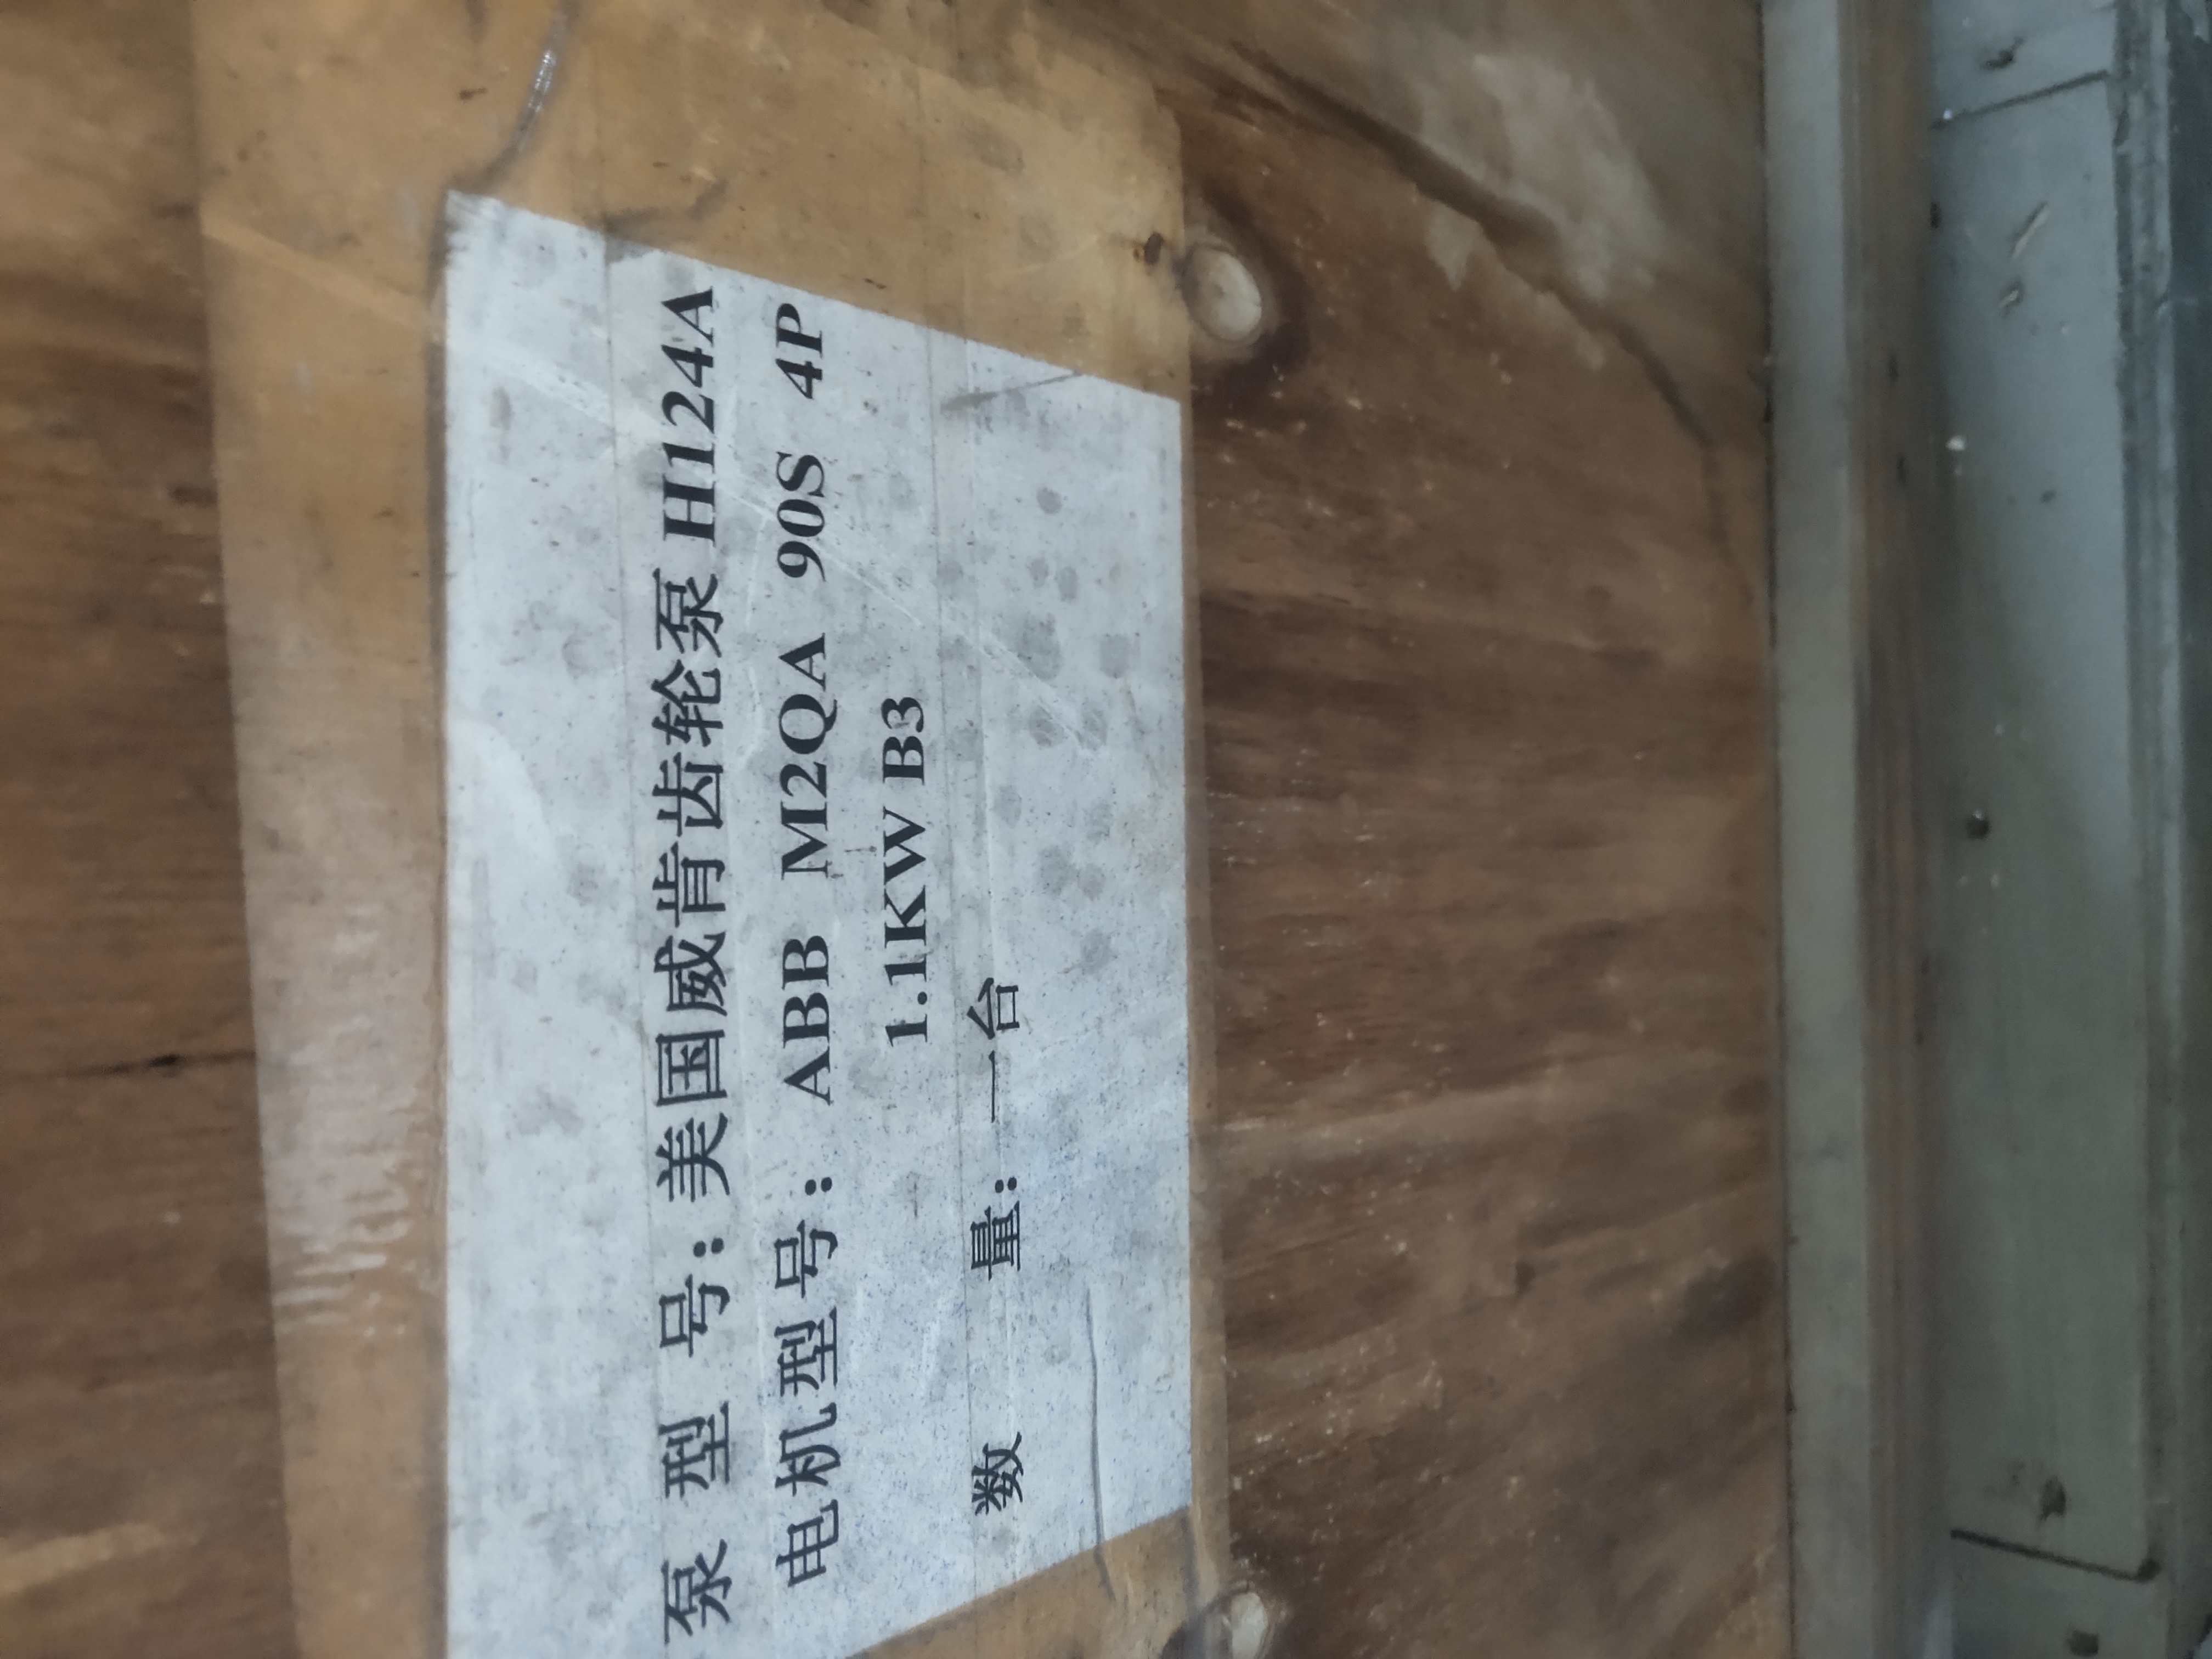 泵 型 号：美国威肯齿轮泵 H124A
电机型号：ABB M2QA 90S 4P
1.1KW B3
数 量：一台